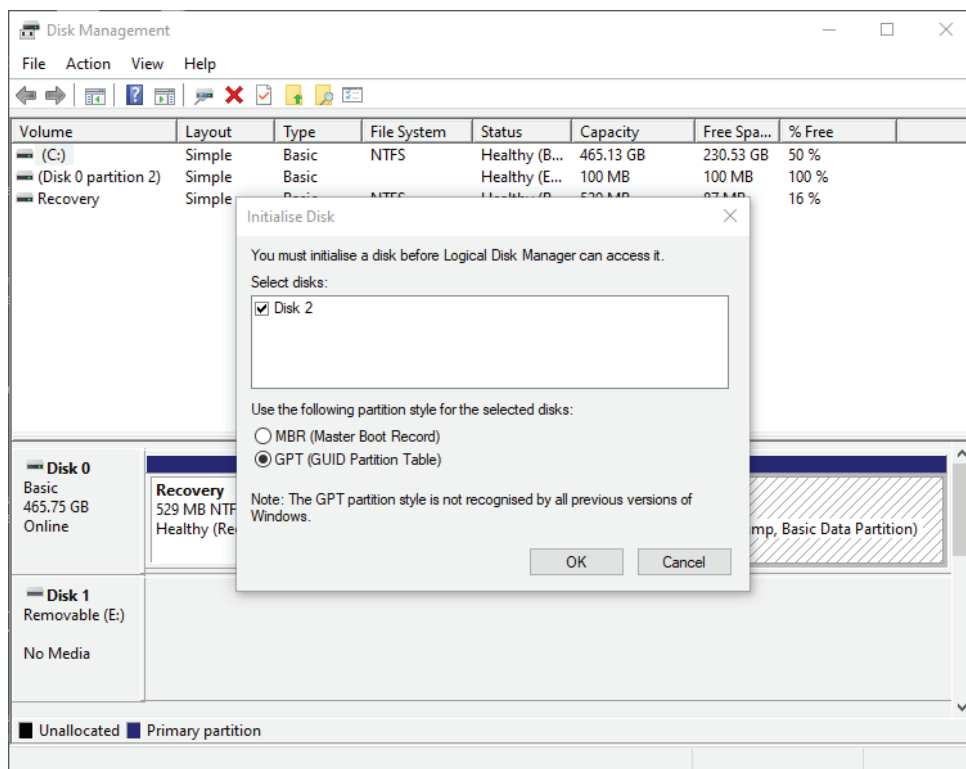 Disk Management
File Action View Help
Volume Layout Type File System Status Capacity Free Spa... % Free
(C:) Simple Basic NTFS Healthy (B... 465.13 GB 230.53 GB 50 %
(Disk 0 partition 2) Simple Basic Healthy (E... 100 MB 100 MB 100 %
Recovery Simple Basic NTFS 529 MB 87 MB 16 %
Initialise Disk
You must initialise a disk before Logical Disk Manager can access it.
Select disks:
Disk 2
Use the following partition style for the selected disks:
MBR (Master Boot Record)
GPT (GUID Partition Table)
Note: The GPT partition style is not recognised by all previous versions of
Windows.
OK Cancel
Disk 0
Basic
465.75 GB
Online
Recovery
529 MB NTF
Healthy (Re
mp, Basic Data Partition)
Disk 1
Removable (E:)
No Media
Unallocated Primary partition